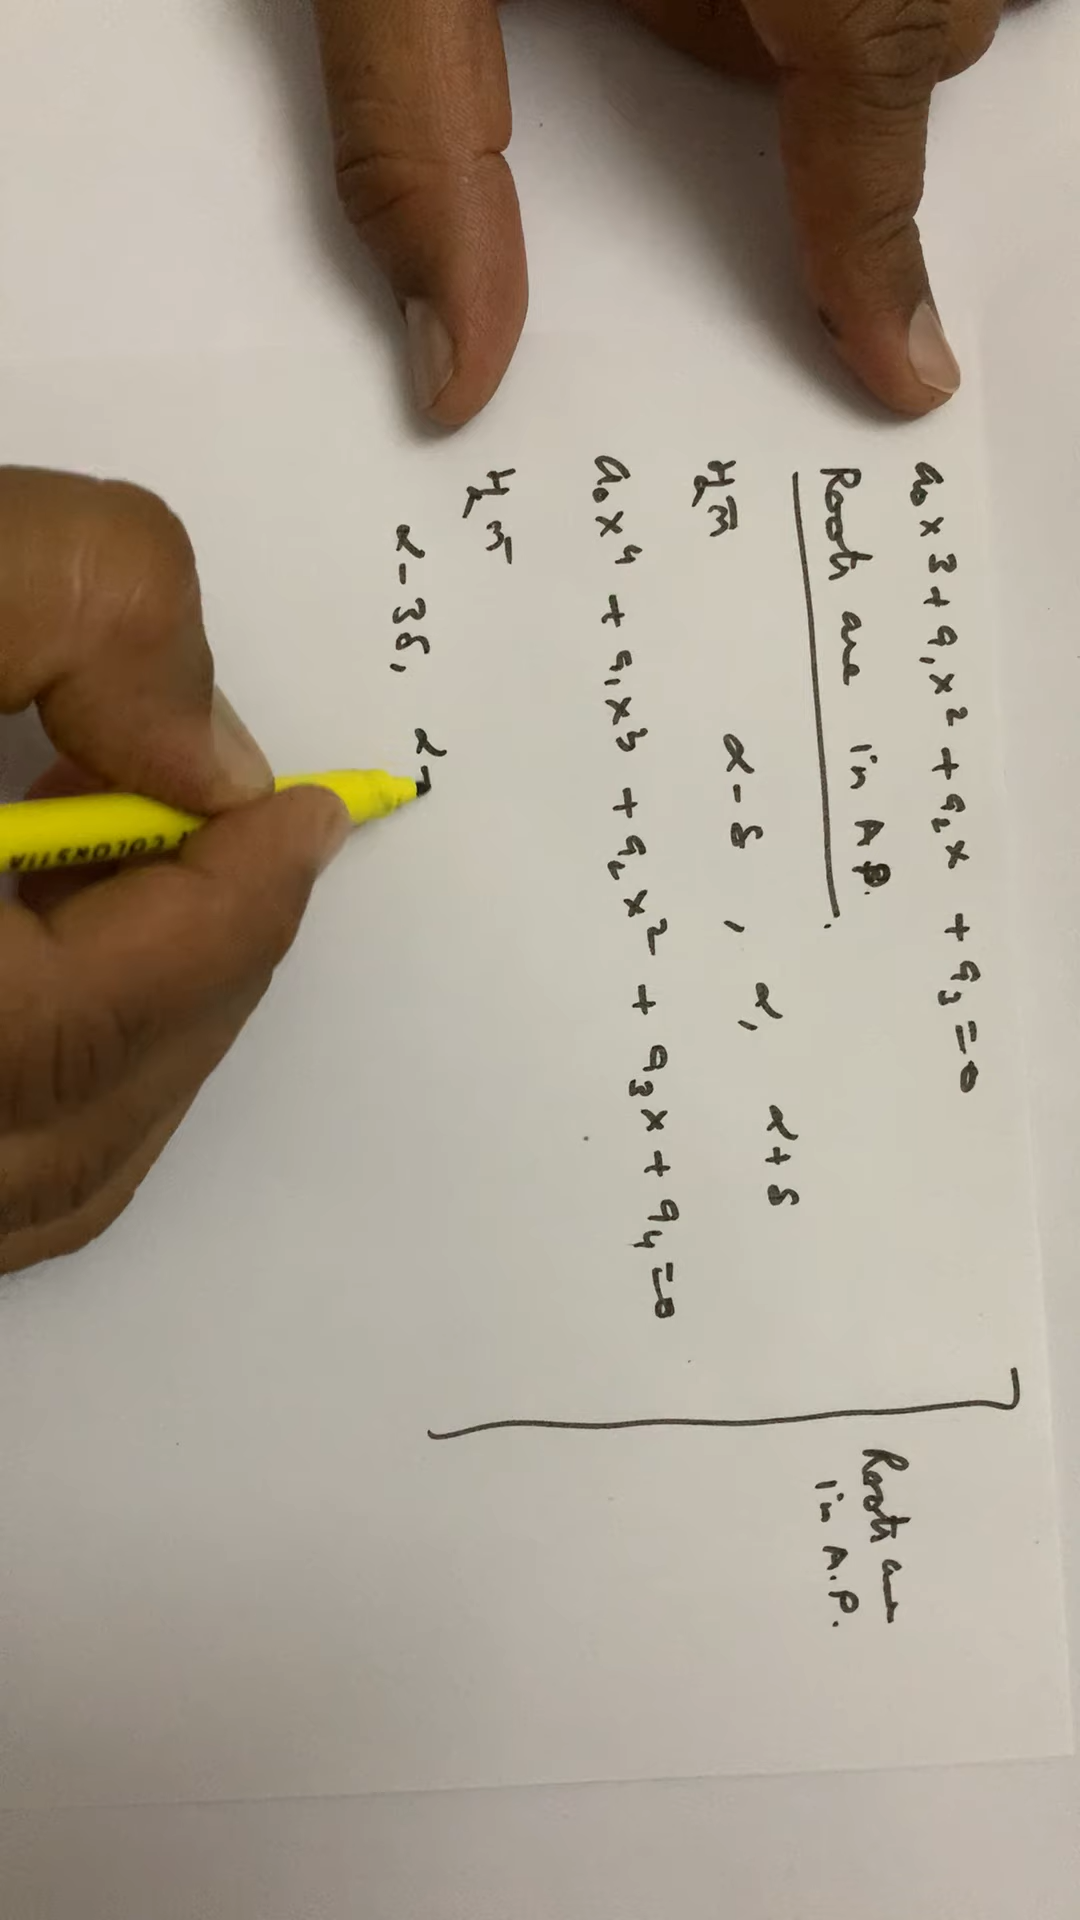 a₀x³ + a₁x² + a₂x + a₃ = 0
Roots are in A.P.
α - δ , α, α + δ
a₀x⁴ + a₁x³ + a₂x² + a₃x + a₄ = 0
α - 3δ, α -
Roots are
in A.P.